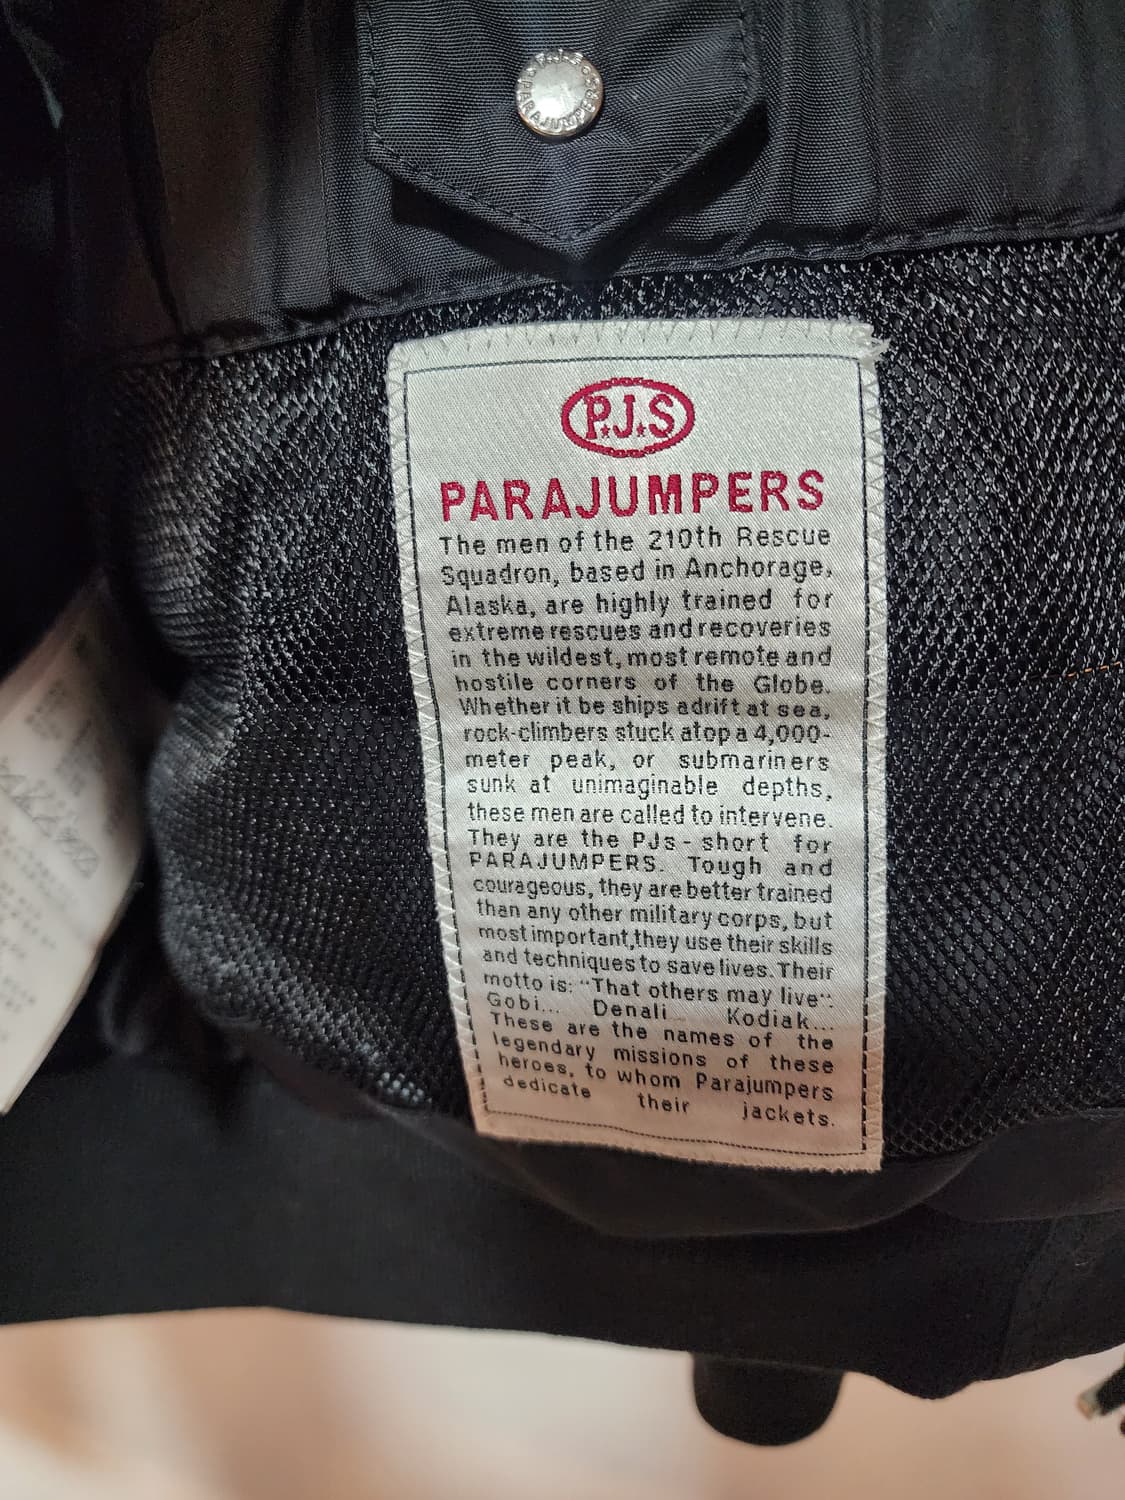 P.J.S
PARAJUMPERS
P.J.S
PARAJUMPERS
The men of the 210th Rescue
Squadron, based in Anchorage,
Alaska, are highly trained for
extreme rescues and recoveries
in the wildest, most remote and
hostile corners of the Globe.
Whether it be ships adrift at sea,
rock-climbers stuck atop a 4,000-
meter peak, or submariners
sunk at unimaginable depths,
these men are called to intervene.
They are the PJs - short for
PARAJUMPERS. Tough and
courageous, they are better trained
than any other military corps, but
most important,they use their skills
and techniques to save lives. Their
motto is: "That others may live".
Gobi... Denali... Kodiak...
These are the names of the
legendary missions of these
heroes, to whom Parajumpers
dedicate their jackets.